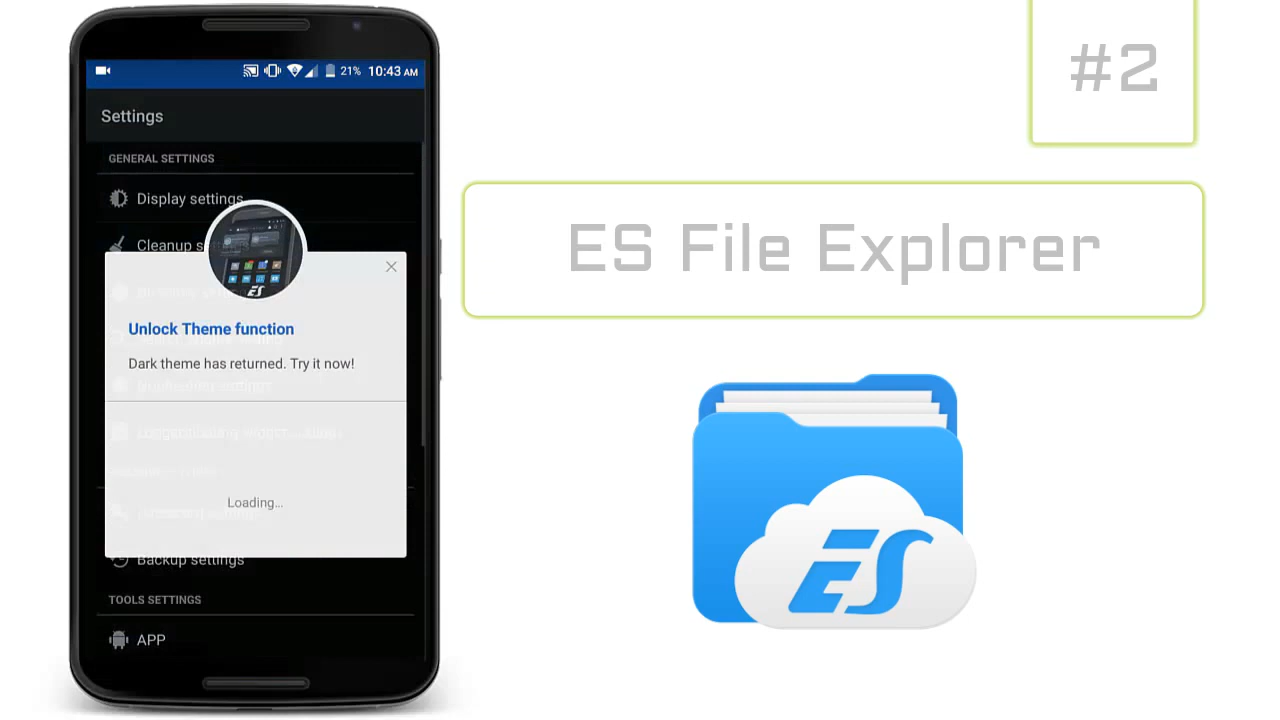 21% 10:43 AM
Settings
GENERAL SETTINGS
Display settings
Cleanup
Unlock Theme function
Dark theme has returned. Try it now!
Loading...
Backup settings
TOOLS SETTINGS
APP
#2
ES File Explorer
ES
ES